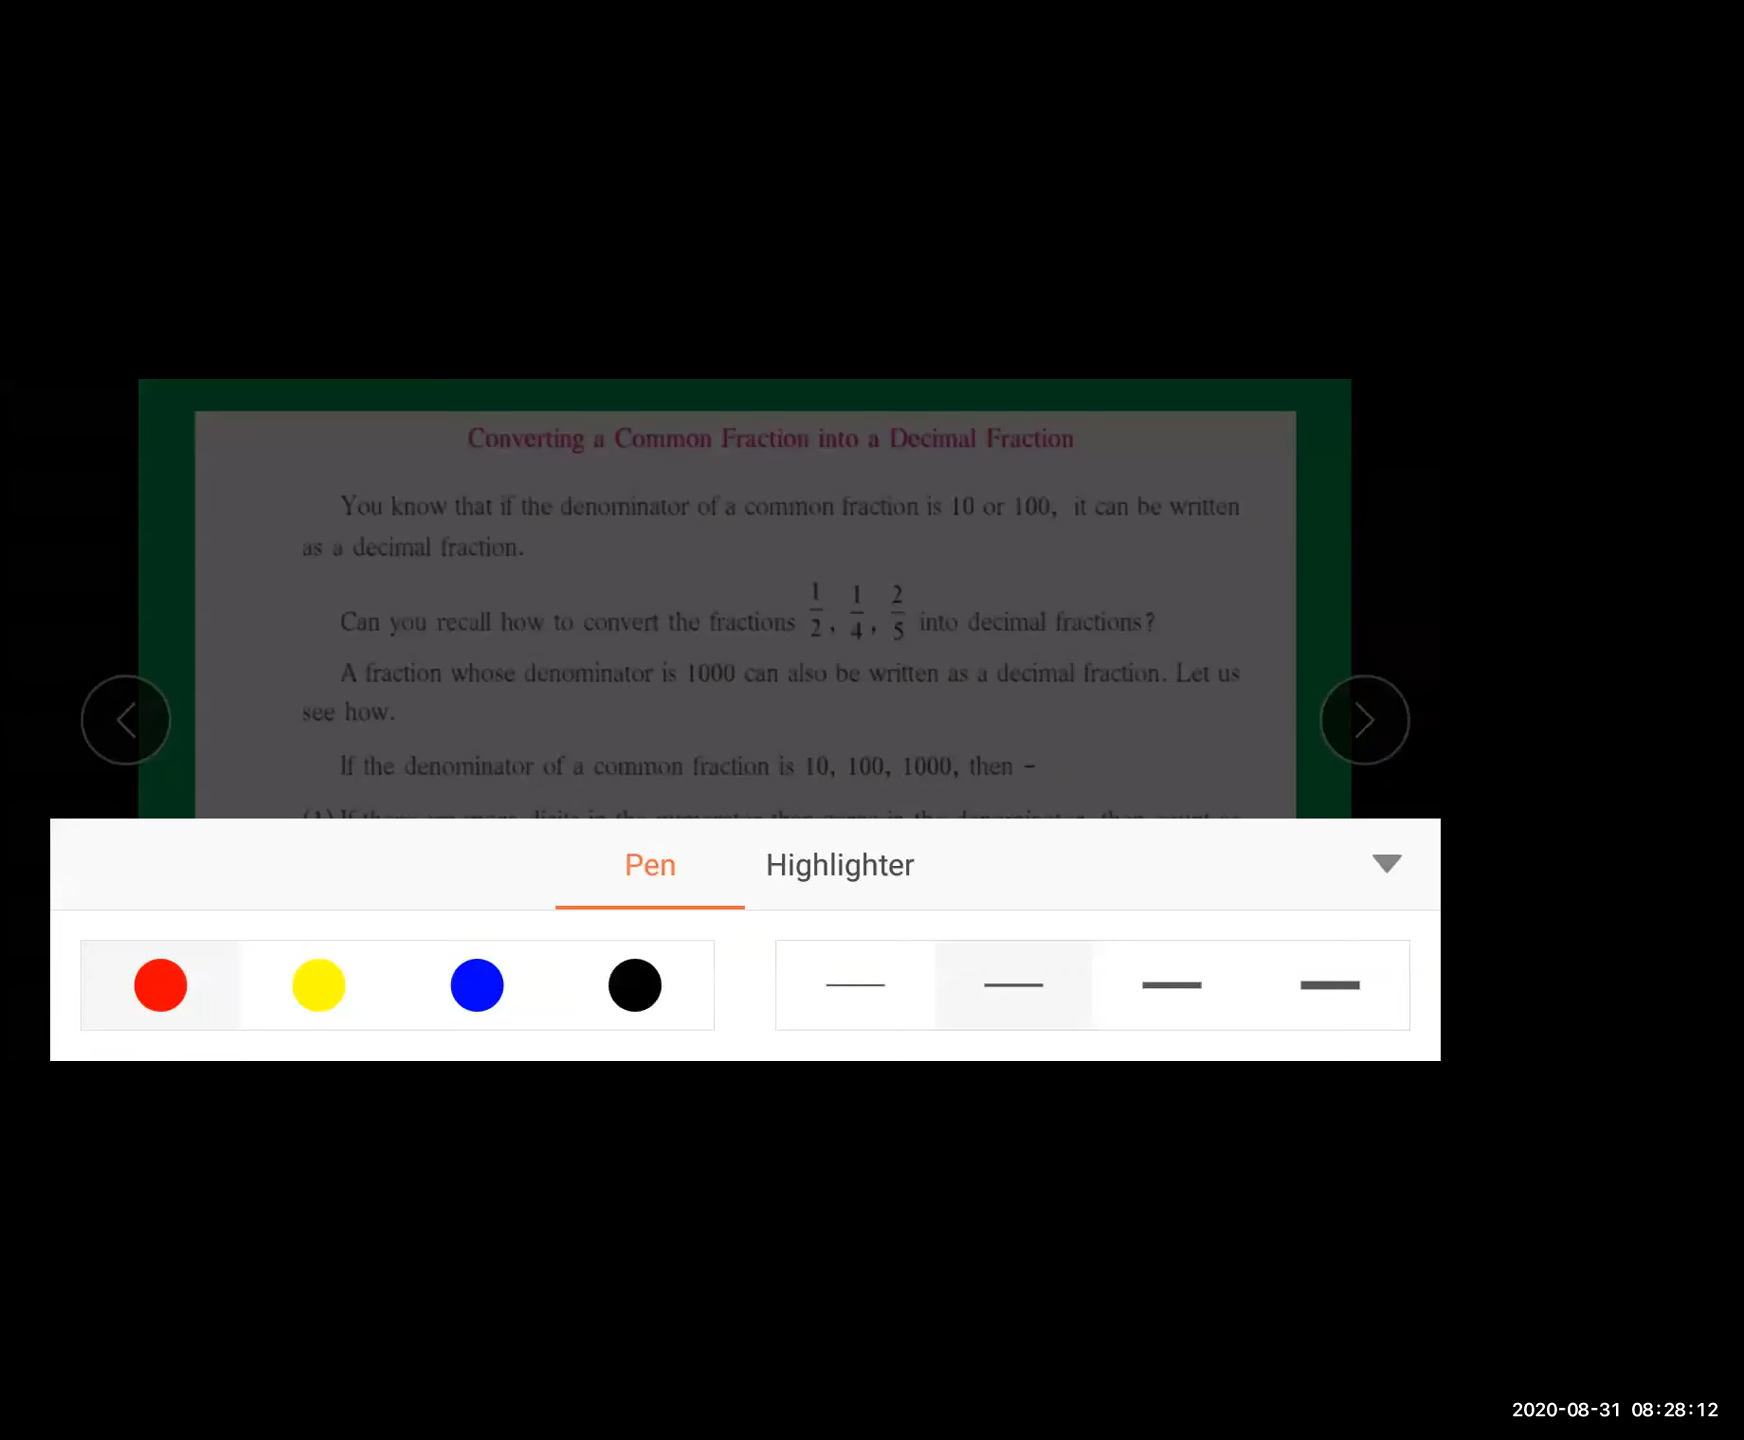 Converting a Common Fraction into a Decimal Fraction
You know that if the denominator of a common fraction is 10 or 100, it can be written
as a decimal fraction.
Can you recall how to convert the fractions 1/2, 1/4, 2/5 into decimal fractions?
A fraction whose denominator is 1000 can also be written as a decimal fraction. Let us
see how.
If the denominator of a common fraction is 10, 100, 1000, then -
Pen Highlighter
2020-08-31 08:28:12